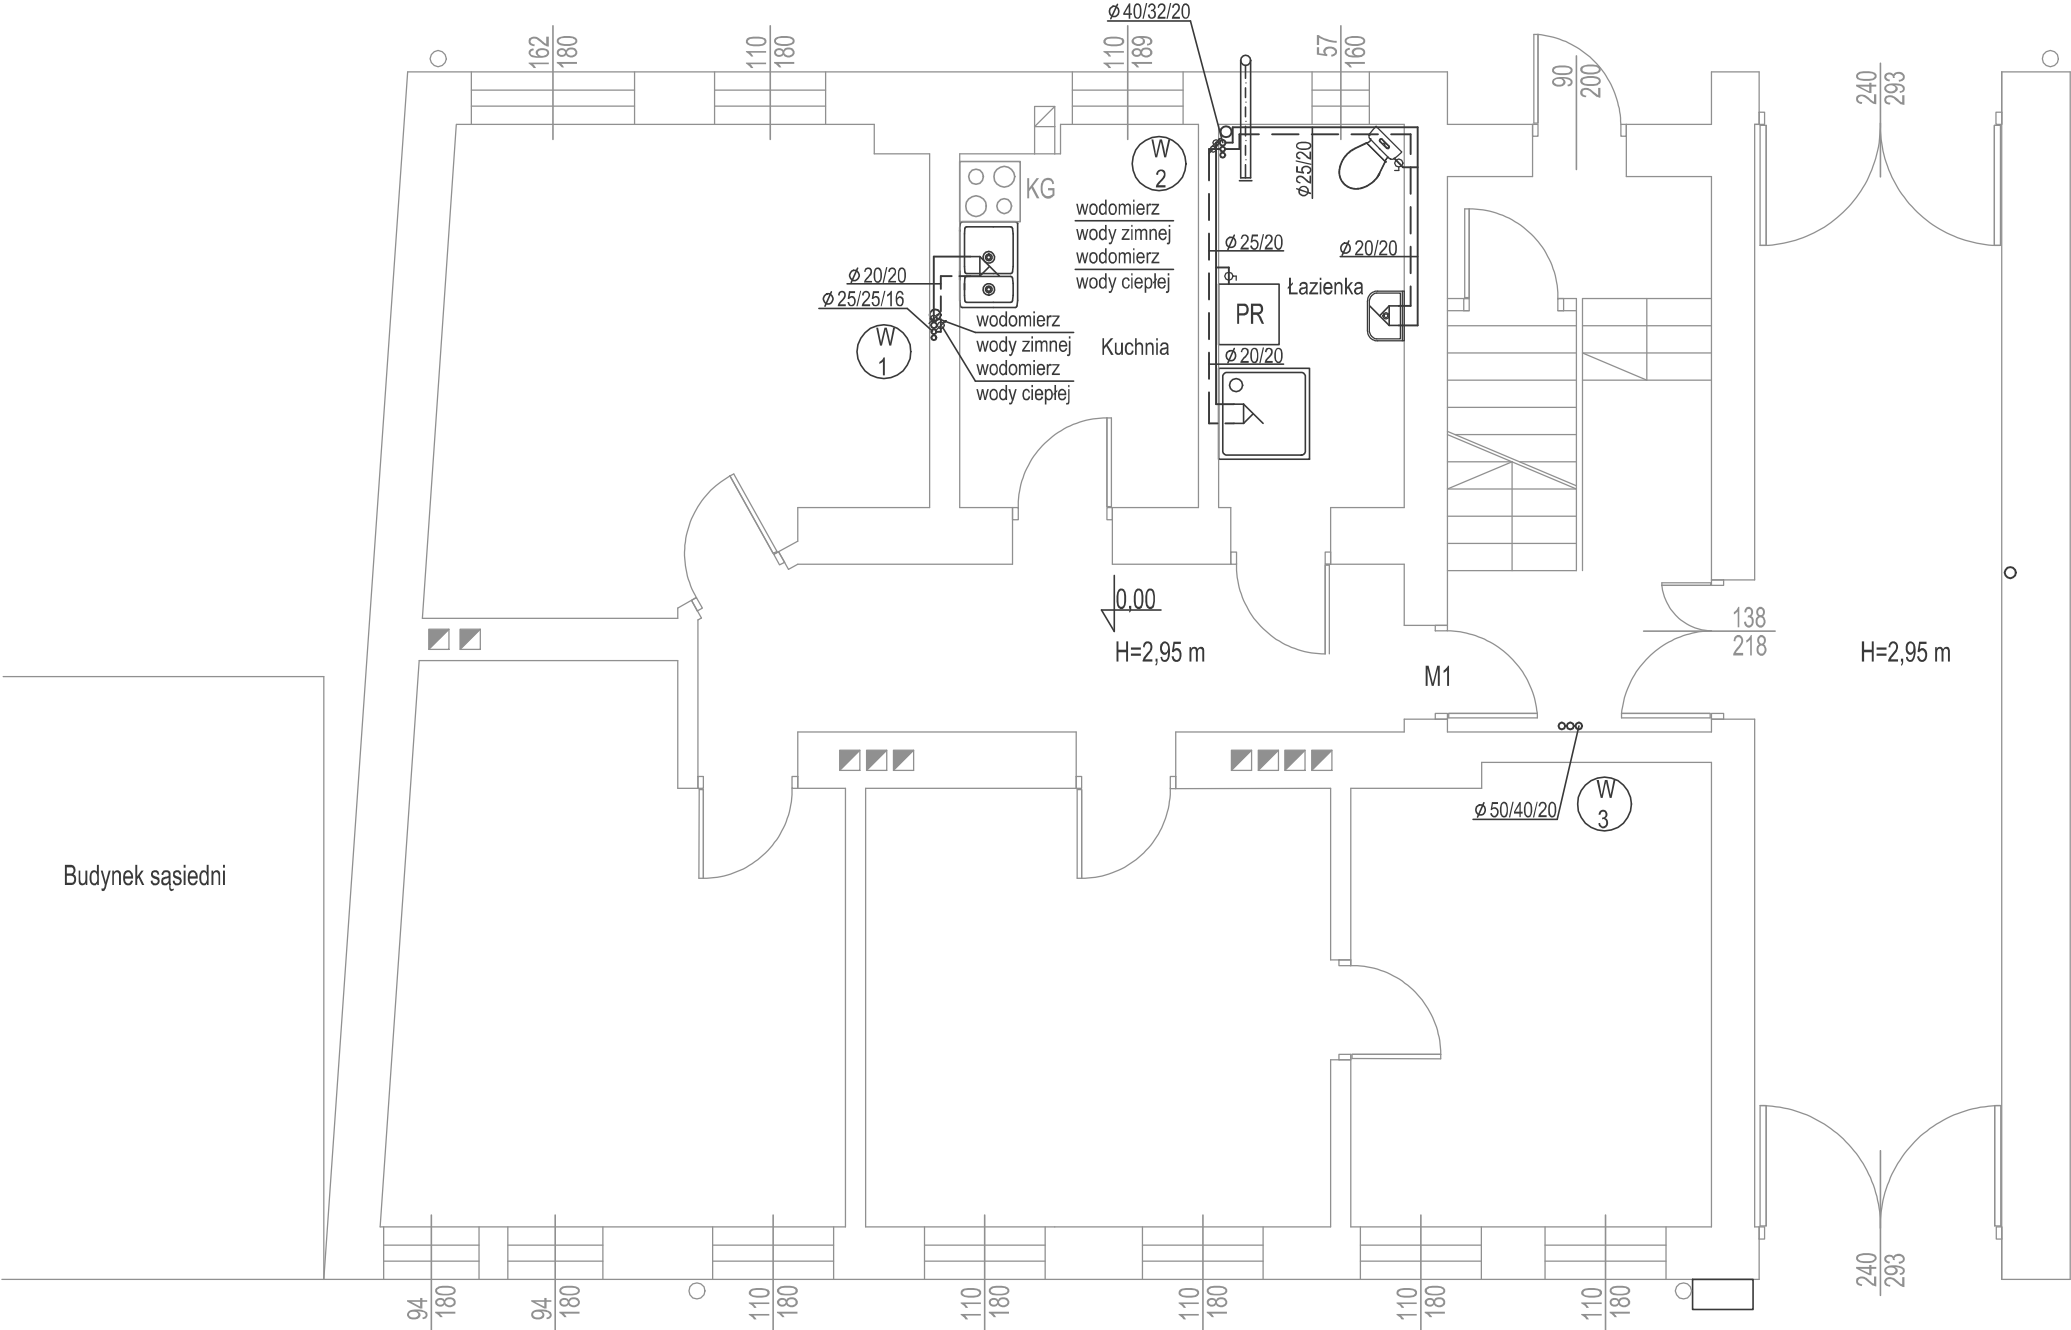 ø 40/32/20
162
180
110
180
110
189
57
160
90
200
240
293
W
2
KG
ø25/20
wodomierz
wody zimnej
wodomierz
wody ciepłej
ø 25/20
ø 20/20
ø 20/20
ø 25/25/16
Łazienka
PR
wodomierz
wody zimnej
wodomierz
wody ciepłej
W
1
Kuchnia
ø 20/20
0,00
H=2,95 m
138
218
H=2,95 m
M1
ø 50/40/20
W
3
Budynek sąsiedni
94
180
94
180
110
180
110
180
110
180
110
180
110
180
240
293